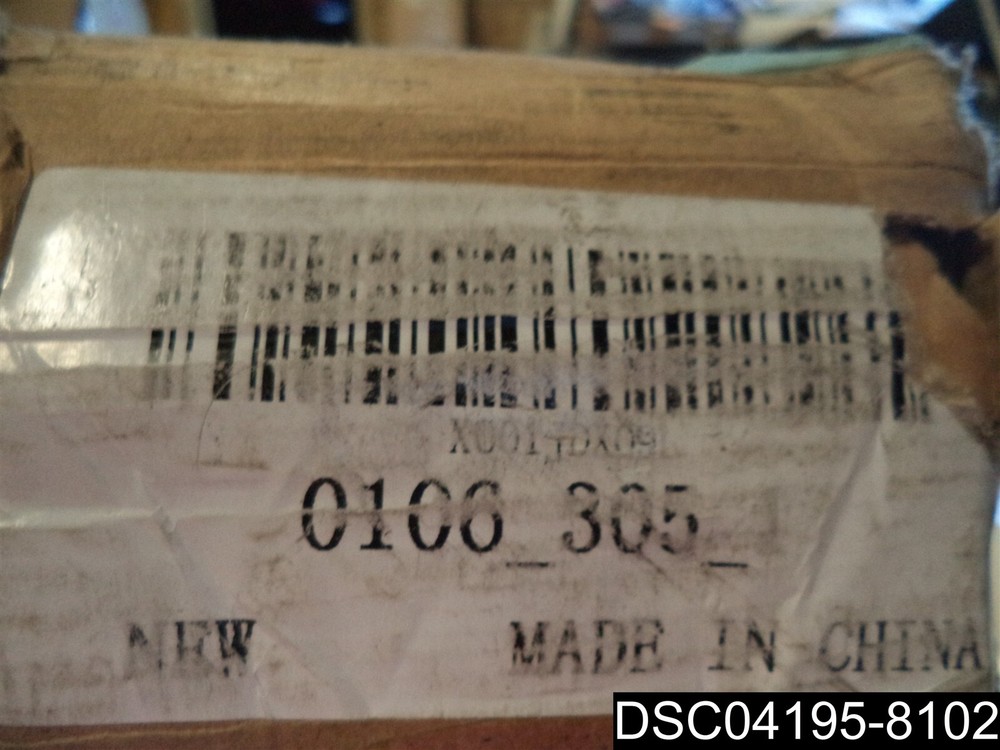 0106_305_
NEW
MADE IN CHINA
DSC04195-8102